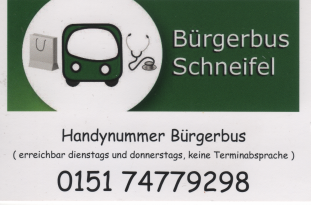 Bürgerbus
Schneifel
Handynummer Bürgerbus
( erreichbar dienstags und donnerstags, keine Terminabsprache )
0151 74779298